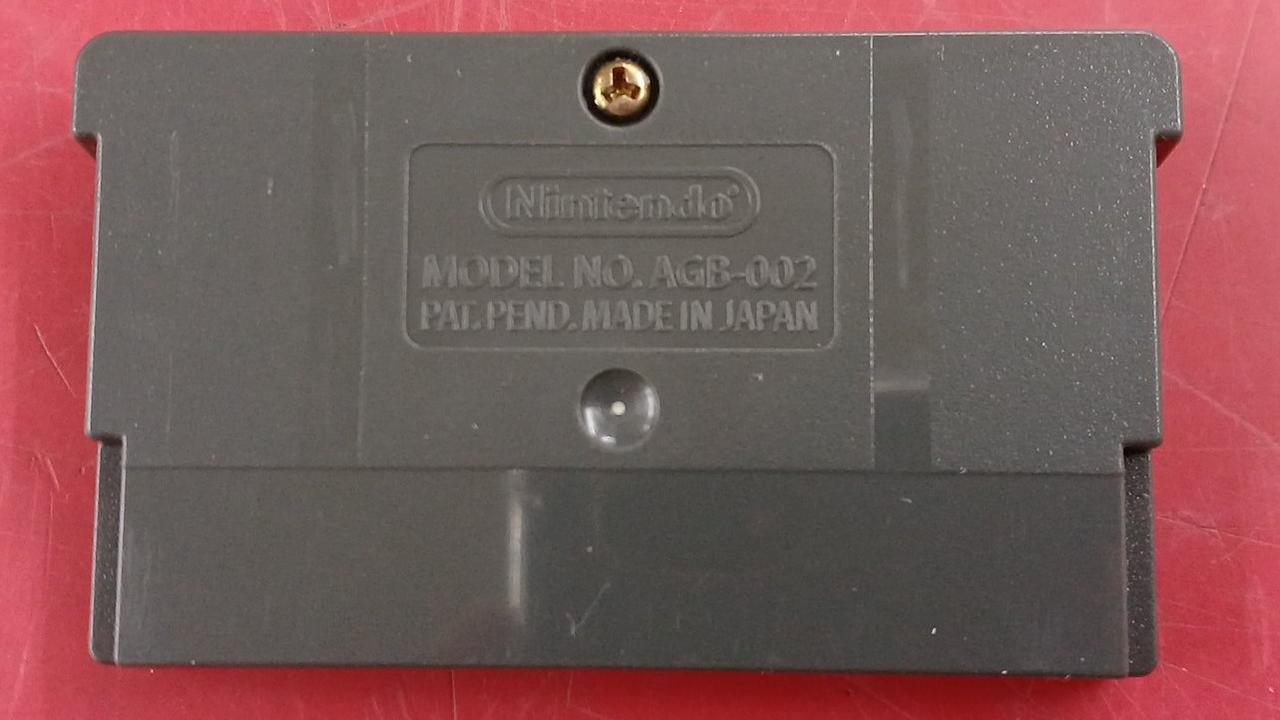 Nintendo
MODEL NO. AGB-002
PAT. PEND. MADE IN JAPAN